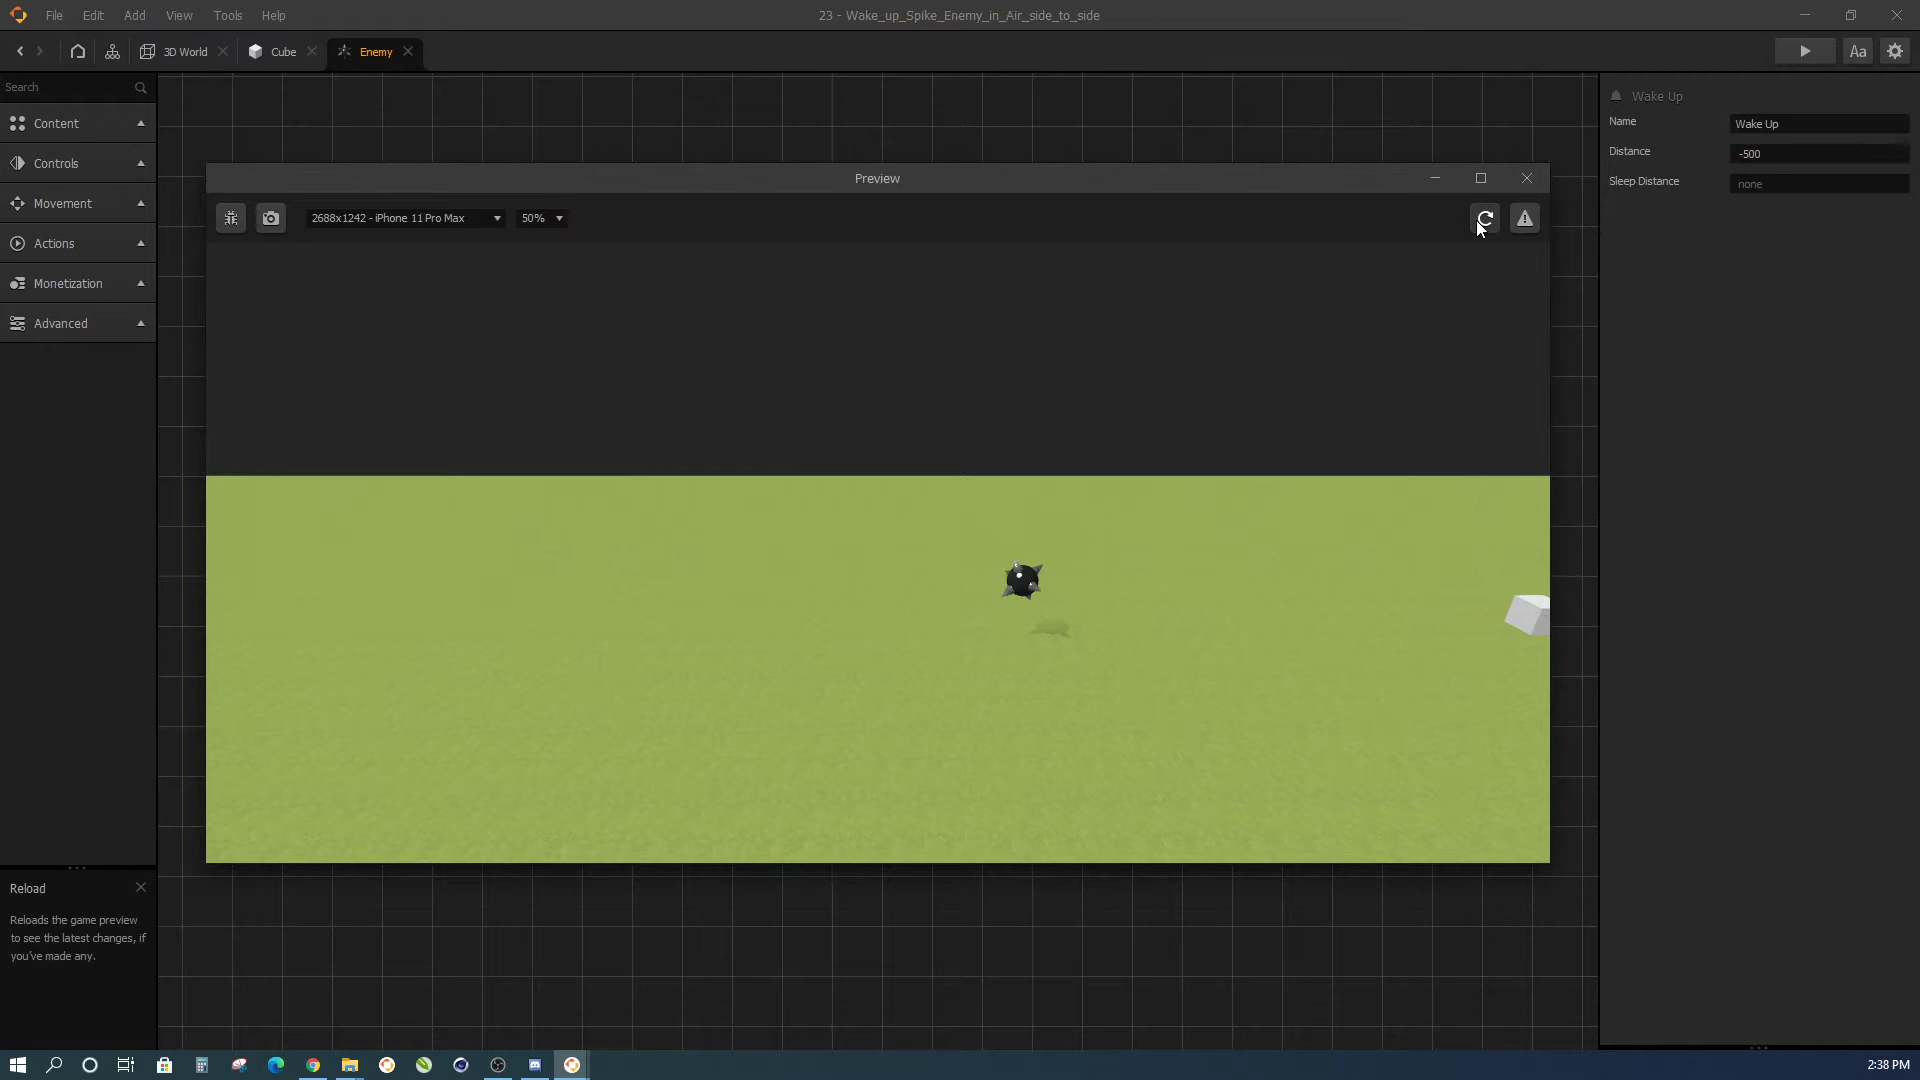 File Edit View Tools Help
Add
23 - Wake_up_Spike_Enemy_in_Air_side_to_side
3D World
Cube
Enemy
Aa
Search
Content
Controls
Movement
Actions
Monetization
Advanced
Preview
2688x1242 - iPhone 11 Pro Max
50%
Wake Up
Name
Wake Up
Distance
-500
Sleep Distance
none
Reload
Reloads the game preview
to see the latest changes, if
you've made any.
2:38 PM